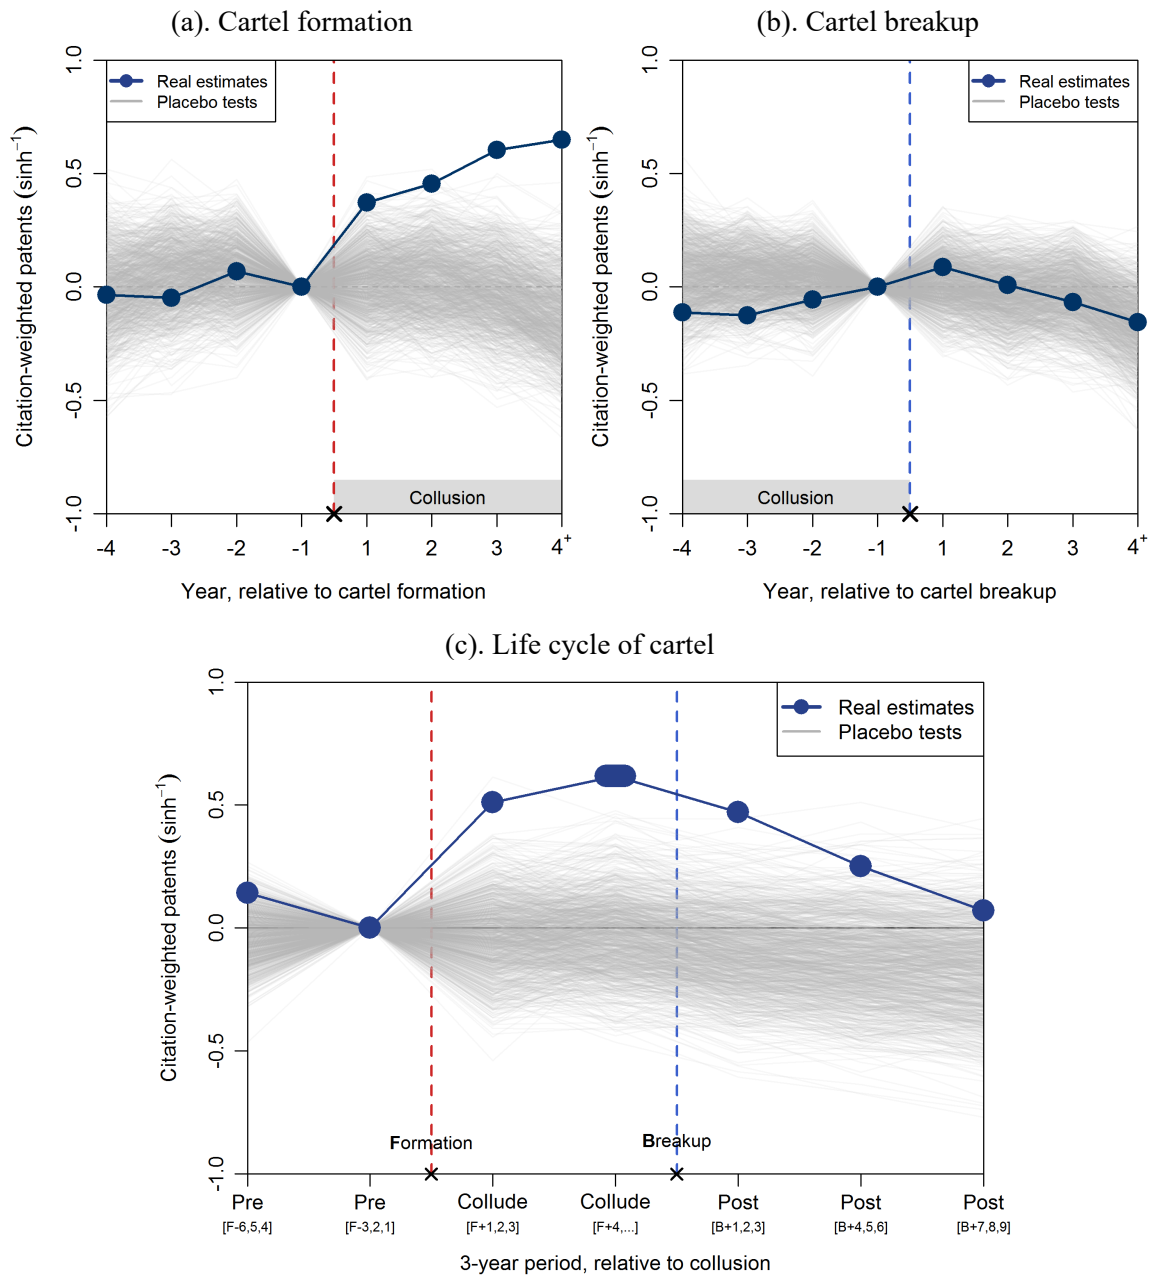 (a). Cartel formation
Citation-weighted patents (sinh⁻¹)
1.0
0.5
0.0
-0.5
-1.0
Real estimates
Placebo tests
Collusion
-4 -3 -2 -1 1 2 3 4⁺
Year, relative to cartel formation
(b). Cartel breakup
Citation-weighted patents (sinh⁻¹)
1.0
0.5
0.0
-0.5
-1.0
Real estimates
Placebo tests
Collusion
-4 -3 -2 -1 1 2 3 4⁺
Year, relative to cartel breakup
(c). Life cycle of cartel
Citation-weighted patents (sinh⁻¹)
1.0
0.5
0.0
-0.5
-1.0
Real estimates
Placebo tests
Formation Breakup
Pre Pre Collude Collude Post Post Post
[F-6,5,4] [F-3,2,1] [F+1,2,3] [F+4,...] [B+1,2,3] [B+4,5,6] [B+7,8,9]
3-year period, relative to collusion